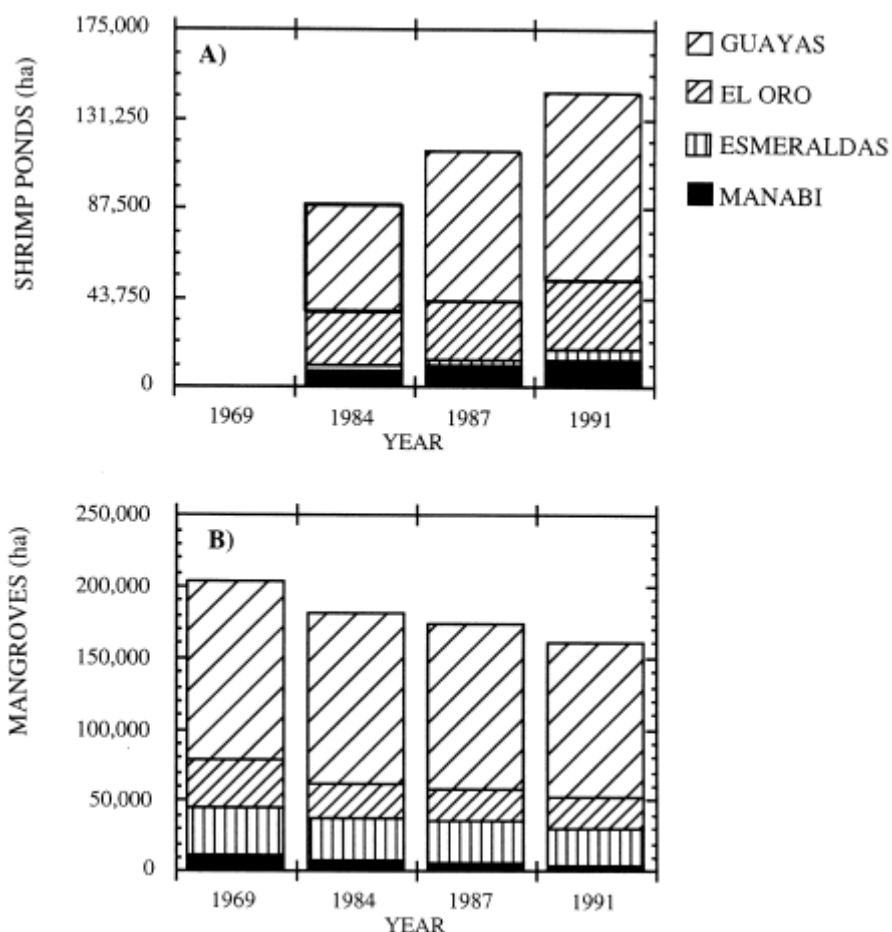 175,000
131,250
87,500
43,750
0
SHRIMP PONDS (ha)
A)
1969
1984
1987
1991
YEAR
GUAYAS
EL ORO
ESMERALDAS
MANABI
250,000
200,000
150,000
100,000
50,000
0
MANGROVES (ha)
B)
1969
1984
1987
1991
YEAR